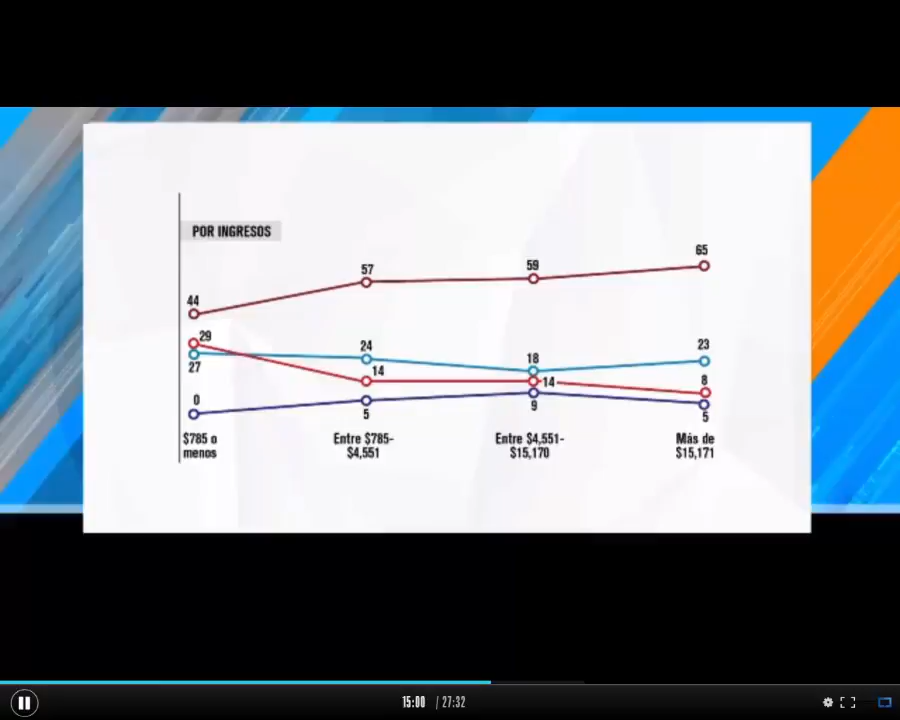 POR INGRESOS
44 57 59 65
29 27
24 14
18 14 9
23 8 5
0 5
$785 o menos
Entre $785-
$4,551
Entre $4,551-
$15,170
Más de
$15,171
15:00 / 27:32